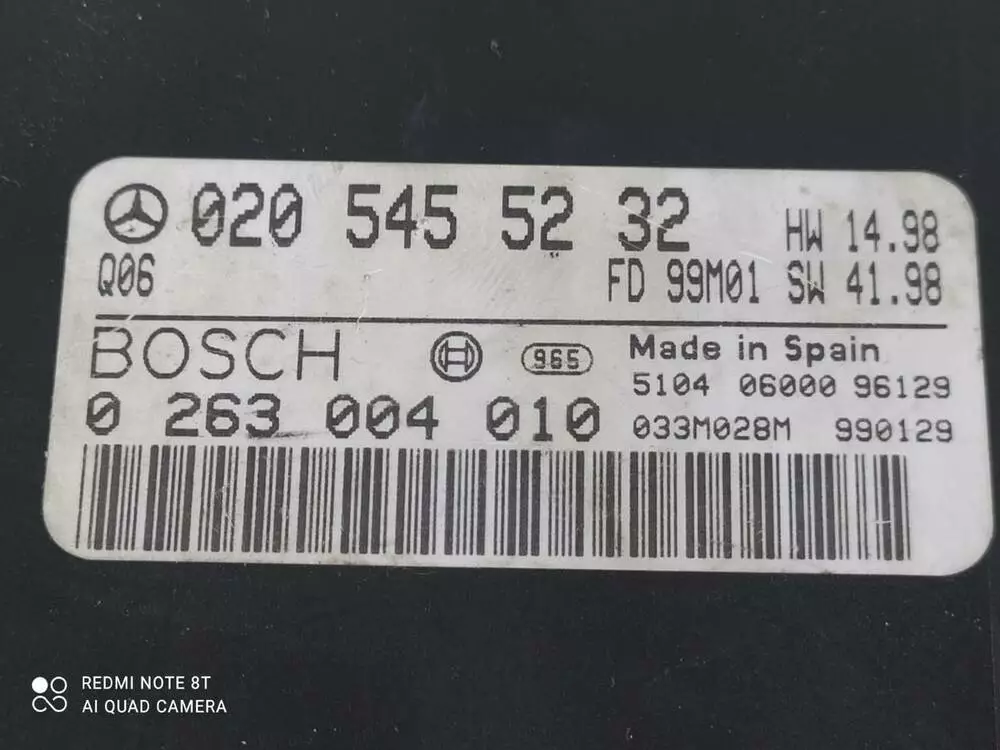 020 545 52 32 HW 14.98
Q06 FD 99M01 SW 41.98
BOSCH 965 Made in Spain
5104 06000 96129
0 263 004 010 033M028M 990129
REDMI NOTE 8T
AI QUAD CAMERA